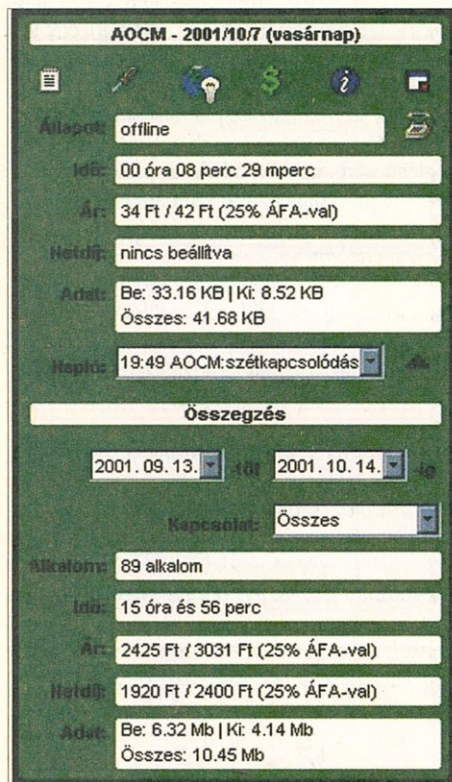 AOCM - 2001/10/7 (vasárnap)
Állapot: offline
Idő: 00 óra 08 perc 29 mperc
Ár: 34 Ft / 42 Ft (25% ÁFA-val)
Netdíj: nincs beállítva
Adat: Be: 33.16 KB | Ki: 8.52 KB
Összes: 41.68 KB
Napló: 19:49 AOCM:szétkapcsolódás
Összegzés
2001. 09. 13. -tól 2001. 10. 14. -ig
Kapcsolat: Összes
Alkalom: 89 alkalom
Idő: 15 óra és 56 perc
Ár: 2425 Ft / 3031 Ft (25% ÁFA-val)
Netdíj: 1920 Ft / 2400 Ft (25% ÁFA-val)
Adat: Be: 6.32 Mb | Ki: 4.14 Mb
Összes: 10.45 Mb